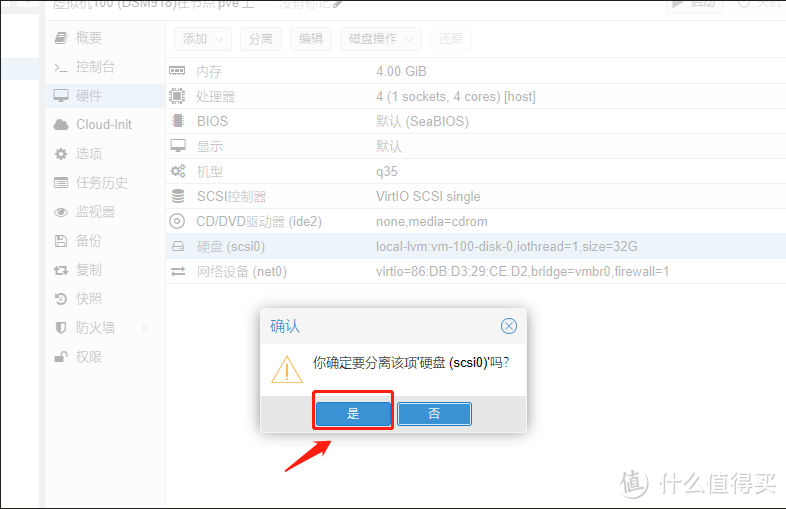 虚拟机100 (DSM918)在节点 pve 上 没有标记 启动 关机
概要
添加 分离 编辑 磁盘操作 还原
控制台
内存 4.00 GiB
硬件
处理器 4 (1 sockets, 4 cores) [host]
Cloud-Init
BIOS 默认 (SeaBIOS)
选项
显示 默认
任务历史
机型 q35
监视器
SCSI控制器 VirtIO SCSI single
备份
CD/DVD驱动器 (ide2) none,media=cdrom
复制
硬盘 (scsi0) local-lvm:vm-100-disk-0,iothread=1,size=32G
快照
网络设备 (net0) virtio=86:DB:D3:29:CE:D2,bridge=vmbr0,firewall=1
防火墙
权限
确认
你确定要分离该项'硬盘 (scsi0)'吗?
是 否
值 什么值得买